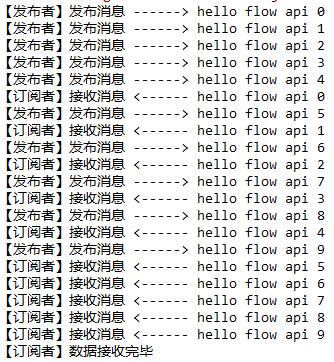 【发布者】发布消息 ------> hello flow api 0
【发布者】发布消息 ------> hello flow api 1
【发布者】发布消息 ------> hello flow api 2
【发布者】发布消息 ------> hello flow api 3
【发布者】发布消息 ------> hello flow api 4
【订阅者】接收消息 <------ hello flow api 0
【发布者】发布消息 ------> hello flow api 5
【订阅者】接收消息 <------ hello flow api 1
【发布者】发布消息 ------> hello flow api 6
【订阅者】接收消息 <------ hello flow api 2
【发布者】发布消息 ------> hello flow api 7
【订阅者】接收消息 <------ hello flow api 3
【发布者】发布消息 ------> hello flow api 8
【订阅者】接收消息 <------ hello flow api 4
【发布者】发布消息 ------> hello flow api 9
【订阅者】接收消息 <------ hello flow api 5
【订阅者】接收消息 <------ hello flow api 6
【订阅者】接收消息 <------ hello flow api 7
【订阅者】接收消息 <------ hello flow api 8
【订阅者】接收消息 <------ hello flow api 9
【订阅者】数据接收完毕